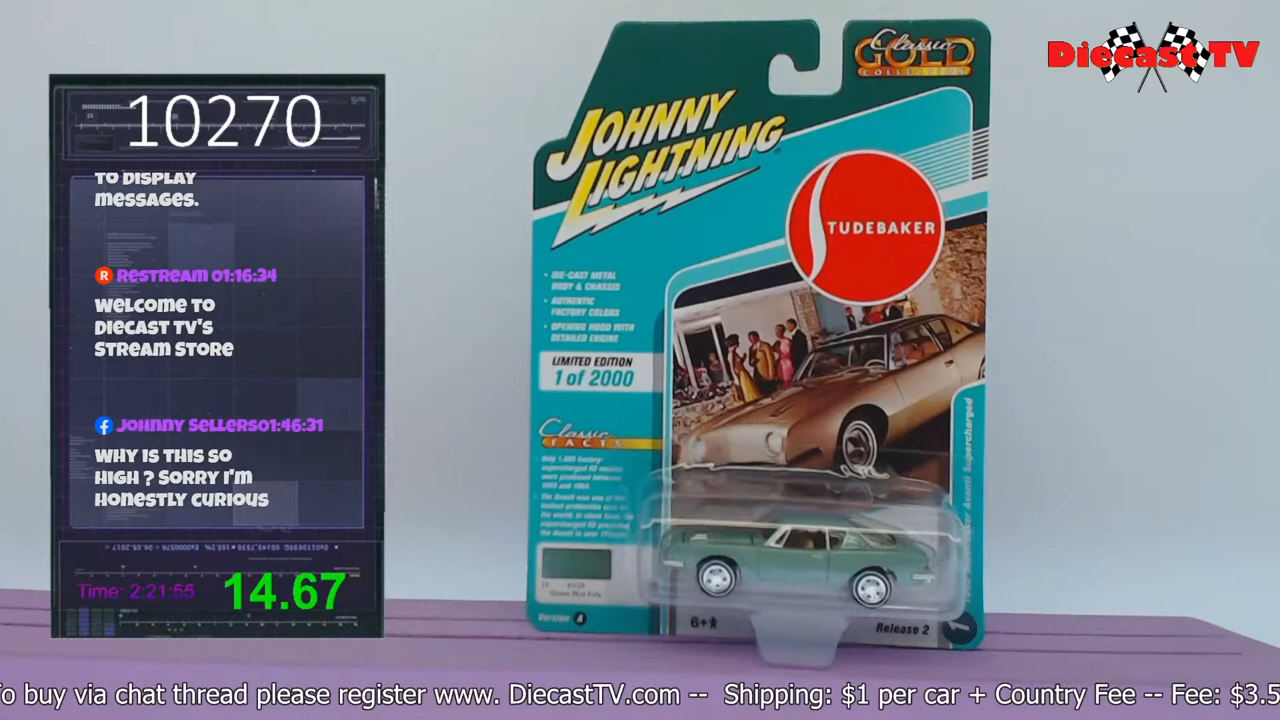 10270
TO DISPLAY
MESSAGES.
R RESTREAM 01:16:34
WELCOME TO
DIECAST TV'S
STREAM STORE
f JOHNNY SELLERS01:46:31
WHY IS THIS SO
HIGH ? SORRY I'M
HONESTLY CURIOUS
Time: 2:21:55
14.67
Classic
GOLD
COLLECTION
JOHNNY
LIGHTNING
STUDEBAKER
• DIE-CAST METAL
BODY & CHASSIS
• AUTHENTIC
FACTORY COLORS
• OPENING HOOD WITH
DETAILED ENGINE
LIMITED EDITION
1 of 2000
Classic
FACTS
Avanti Supercharged
Version A
6+
Release 2
1
Diecast TV
To buy via chat thread please register www. DiecastTV.com -- Shipping: $1 per car + Country Fee -- Fee: $3.5